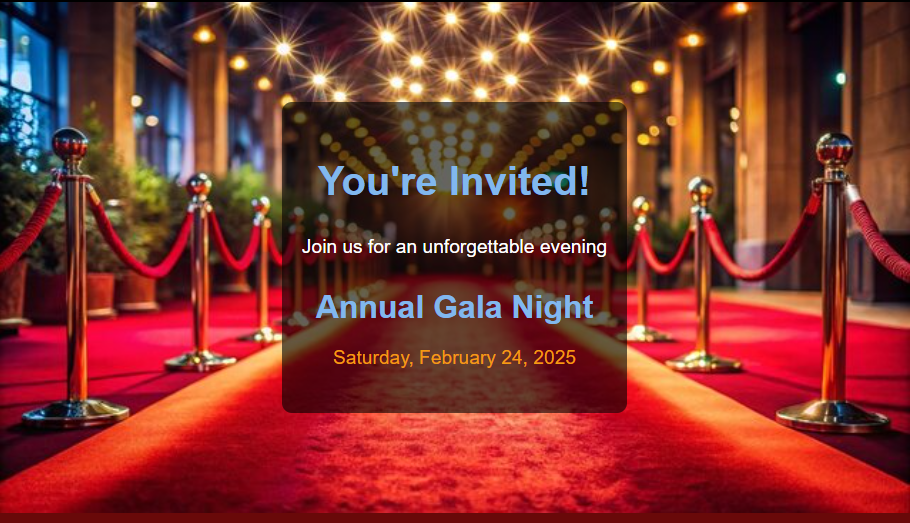 You're Invited!
Join us for an unforgettable evening
Annual Gala Night
Saturday, February 24, 2025